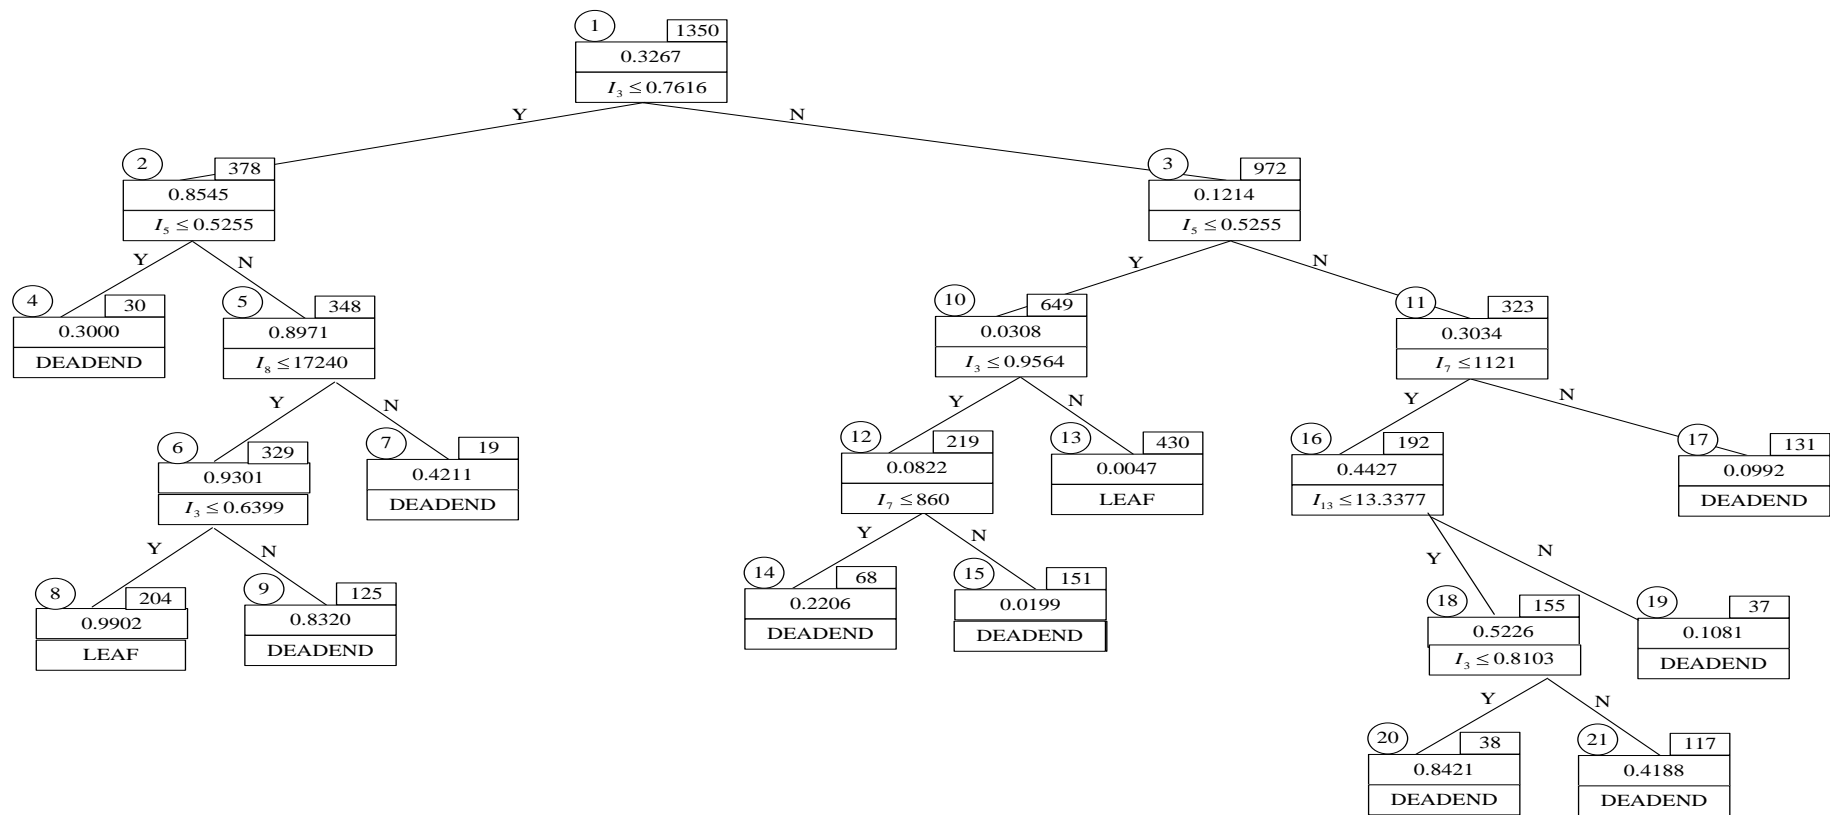 1 1350
0.3267
I₃ ≤ 0.7616
Y N
2 378
0.8545
I₅ ≤ 0.5255
3 972
0.1214
I₅ ≤ 0.5255
Y N
Y N
4 30
0.3000
DEADEND
5 348
0.8971
I₈ ≤ 17240
10 649
0.0308
I₃ ≤ 0.9564
11 323
0.3034
I₇ ≤ 1121
Y N
Y N
Y N
6 329
0.9301
I₃ ≤ 0.6399
7 19
0.4211
DEADEND
12 219
0.0822
I₇ ≤ 860
13 430
0.0047
LEAF
16 192
0.4427
I₁₃ ≤ 13.3377
17 131
0.0992
DEADEND
Y N
Y N
Y N
8 204
0.9902
LEAF
9 125
0.8320
DEADEND
14 68
0.2206
DEADEND
15 151
0.0199
DEADEND
18 155
0.5226
I₃ ≤ 0.8103
19 37
0.1081
DEADEND
Y N
20 38
0.8421
DEADEND
21 117
0.4188
DEADEND